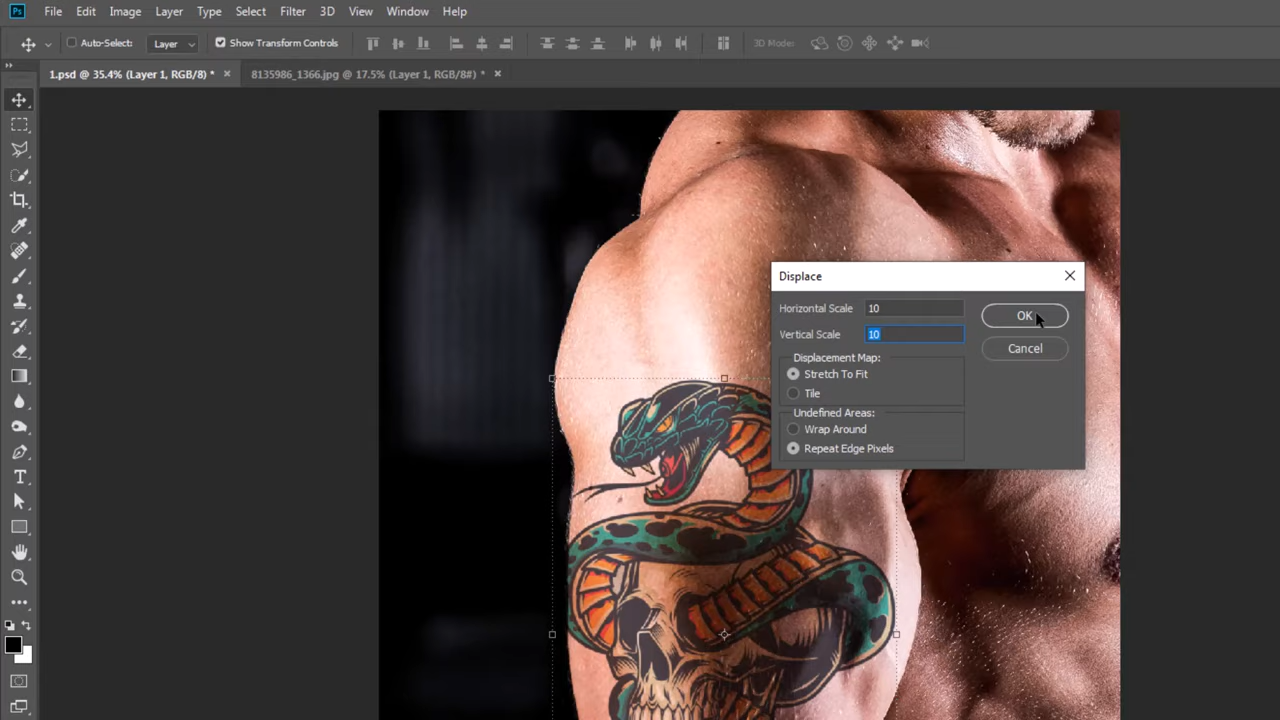 Ps File Edit Image Layer Type Select Filter 3D View Window Help
Auto-Select: Layer Show Transform Controls 3D Mode:
1.psd @ 35.4% (Layer 1, RGB/8) * × 8135986_1366.jpg @ 17.5% (Layer 1, RGB/8#) * ×
Displace
Horizontal Scale 10 OK
Vertical Scale 10
Cancel
Displacement Map:
Stretch To Fit
Tile
Undefined Areas:
Wrap Around
Repeat Edge Pixels